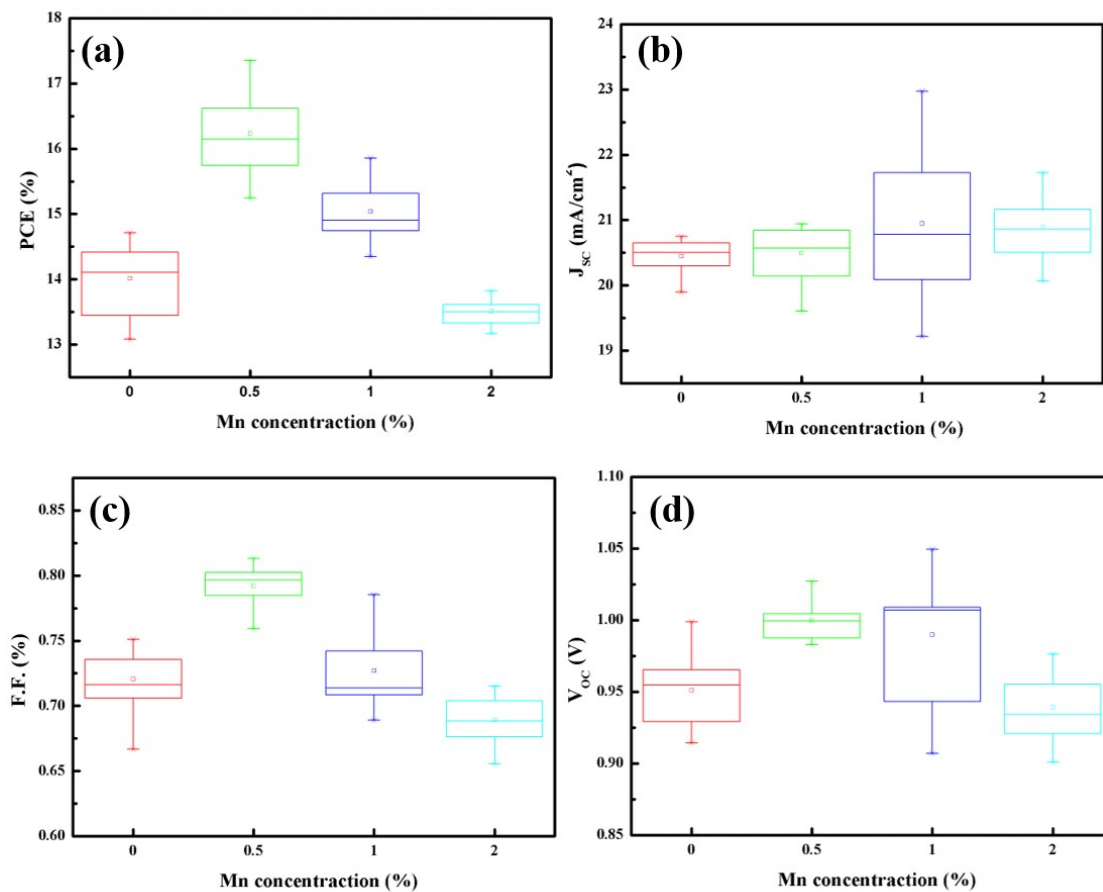 (a)
18
17
16
15
14
13
PCE (%)
0 0.5 1 2
Mn concentraction (%)
(b)
24
23
22
21
20
19
J_SC (mA/cm²)
0 0.5 1 2
Mn concentraction (%)
(c)
0.85
0.80
0.75
0.70
0.65
0.60
F.F. (%)
0 0.5 1 2
Mn concentraction (%)
(d)
1.10
1.05
1.00
0.95
0.90
0.85
V_OC (V)
0 0.5 1 2
Mn concentraction (%)